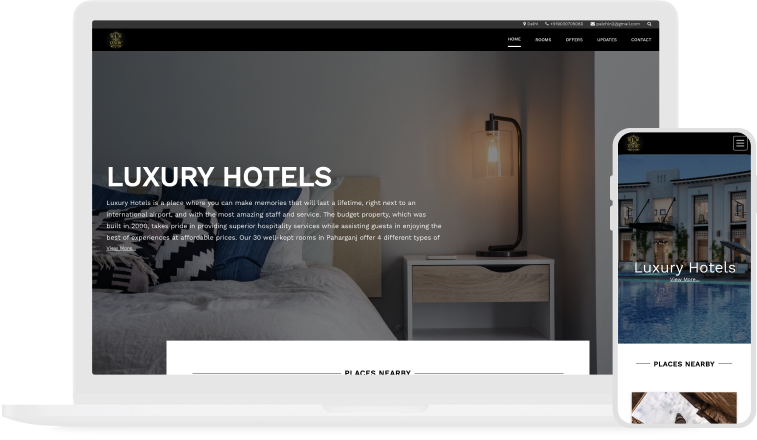 Delhi
HOME ROOMS OFFERS UPDATES CONTACT
LUXURY HOTELS
Luxury Hotels is a place where you can make memories that will last a lifetime, right next to an
international airport, and with the most amazing staff and service. The budget property, which was
built in 2000, takes pride in providing superior hospitality services while assisting guests in enjoying the
best of experiences at affordable prices. Our 30 well-kept rooms in Paharganj offer 4 different types of
View More...
PLACES NEARBY
Luxury Hotels
View More...
PLACES NEARBY